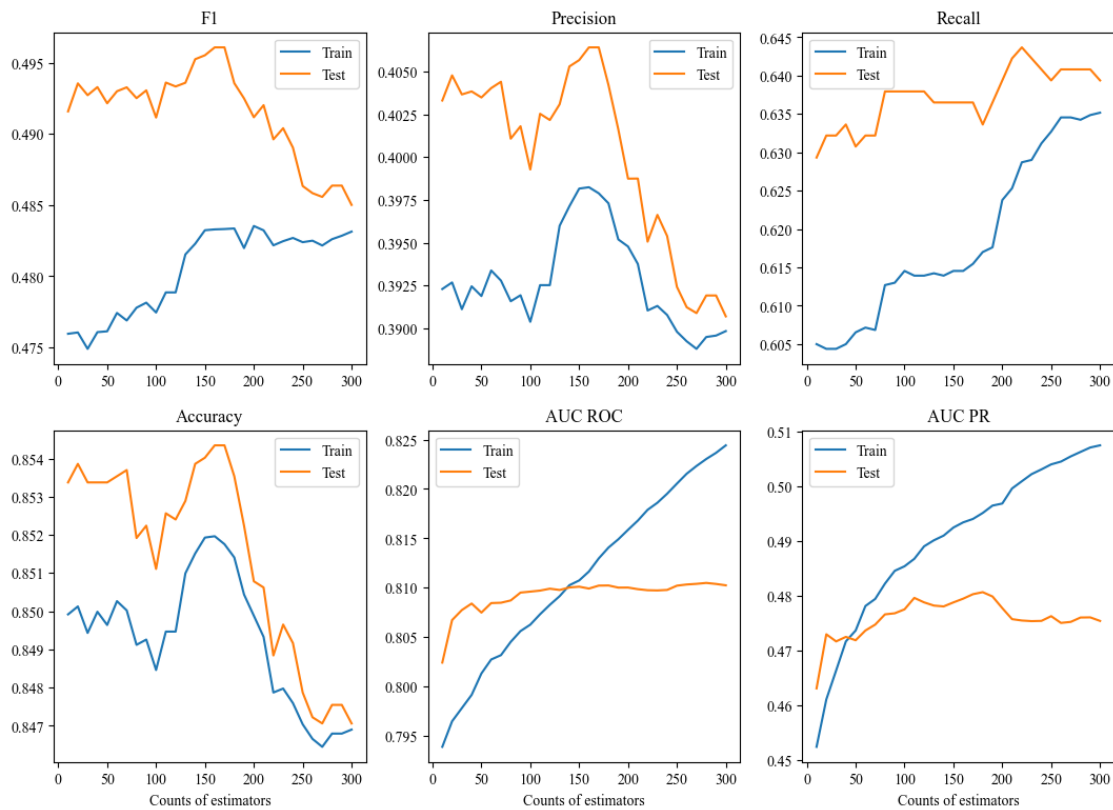 F1
Precision
Recall
0.495
0.490
0.485
0.480
0.475
0 50 100 150 200 250 300
Train
Test
0.4050
0.4025
0.4000
0.3975
0.3950
0.3925
0.3900
0 50 100 150 200 250 300
Train
Test
0.645
0.640
0.635
0.630
0.625
0.620
0.615
0.610
0.605
0 50 100 150 200 250 300
Train
Test
Accuracy
AUC ROC
AUC PR
0.854
0.853
0.852
0.851
0.850
0.849
0.848
0.847
0 50 100 150 200 250 300
Counts of estimators
Train
Test
0.825
0.820
0.815
0.810
0.805
0.800
0.795
0 50 100 150 200 250 300
Counts of estimators
Train
Test
0.51
0.50
0.49
0.48
0.47
0.46
0.45
0 50 100 150 200 250 300
Counts of estimators
Train
Test